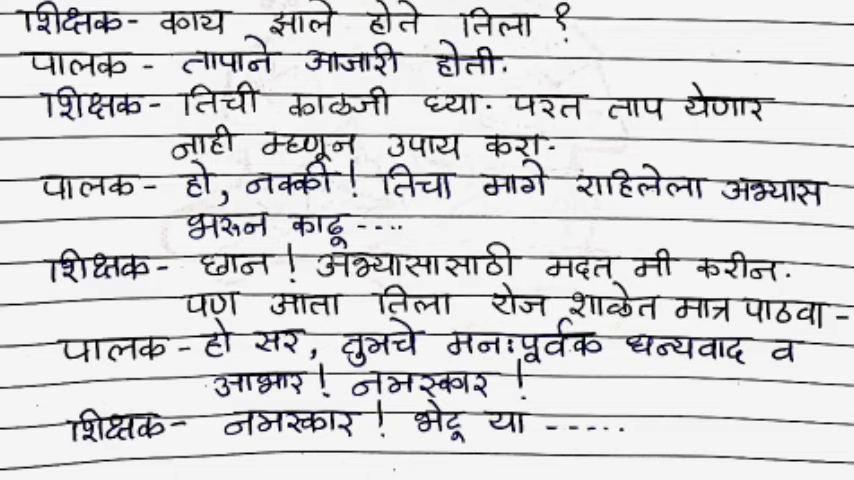 शिक्षक- काय झाले होते तिला?
पालक - तापाने आजारी होती.
शिक्षक- तिची काळजी घ्या. परत ताप येणार
नाही म्हणून उपाय करा.
पालक- हो, नक्की! तिचा मागे राहिलेला अभ्यास
भरून काढू ----
शिक्षक- छान! अभ्यासासाठी मदत मी करीन.
पण आता तिला रोज शाळेत मात्र पाठवा -
पालक- हो सर, तुमचे मनःपूर्वक धन्यवाद व
आभार! नमस्कार!
शिक्षक- नमस्कार! भेटू या -----